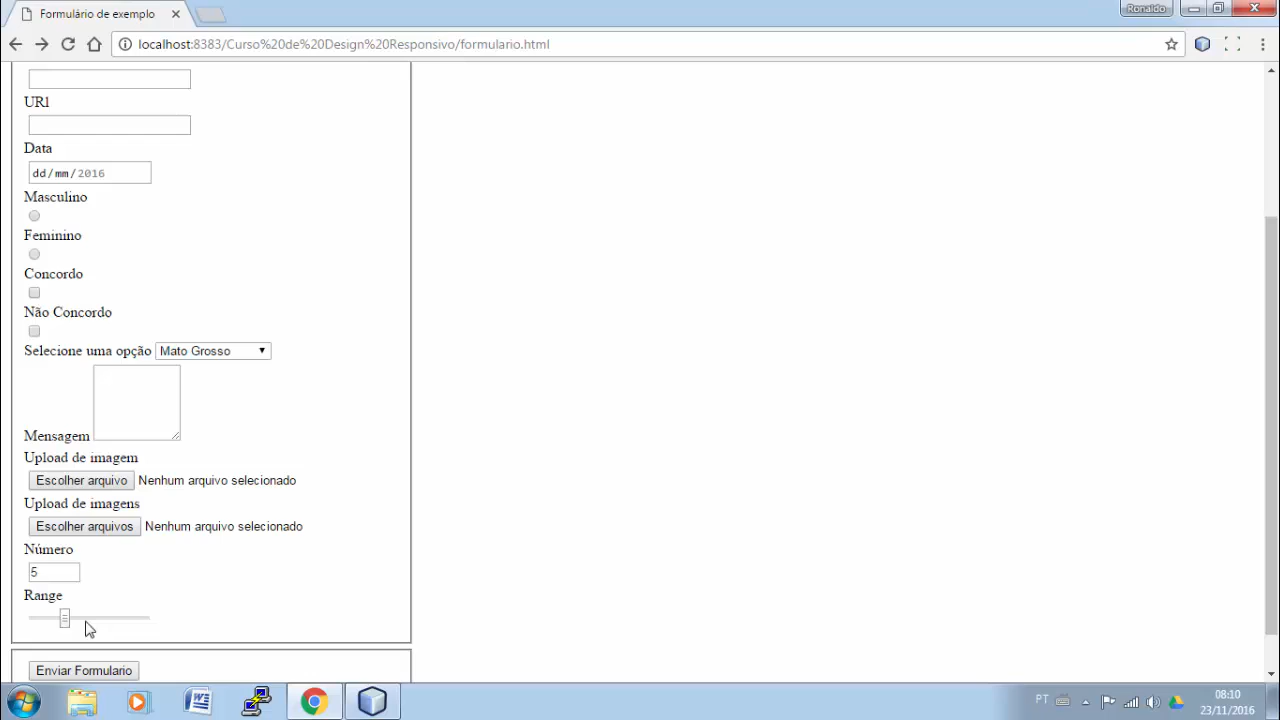 Formulário de exemplo
Ronaldo
localhost:8383/Curso%20de%20Design%20Responsivo/formulario.html
URl
Data
dd/mm/2016
Masculino
Feminino
Concordo
Não Concordo
Selecione uma opção Mato Grosso
Mensagem
Upload de imagem
Escolher arquivo Nenhum arquivo selecionado
Upload de imagens
Escolher arquivos Nenhum arquivo selecionado
Número
5
Range
Enviar Formulario
PT
08:10
23/11/2016